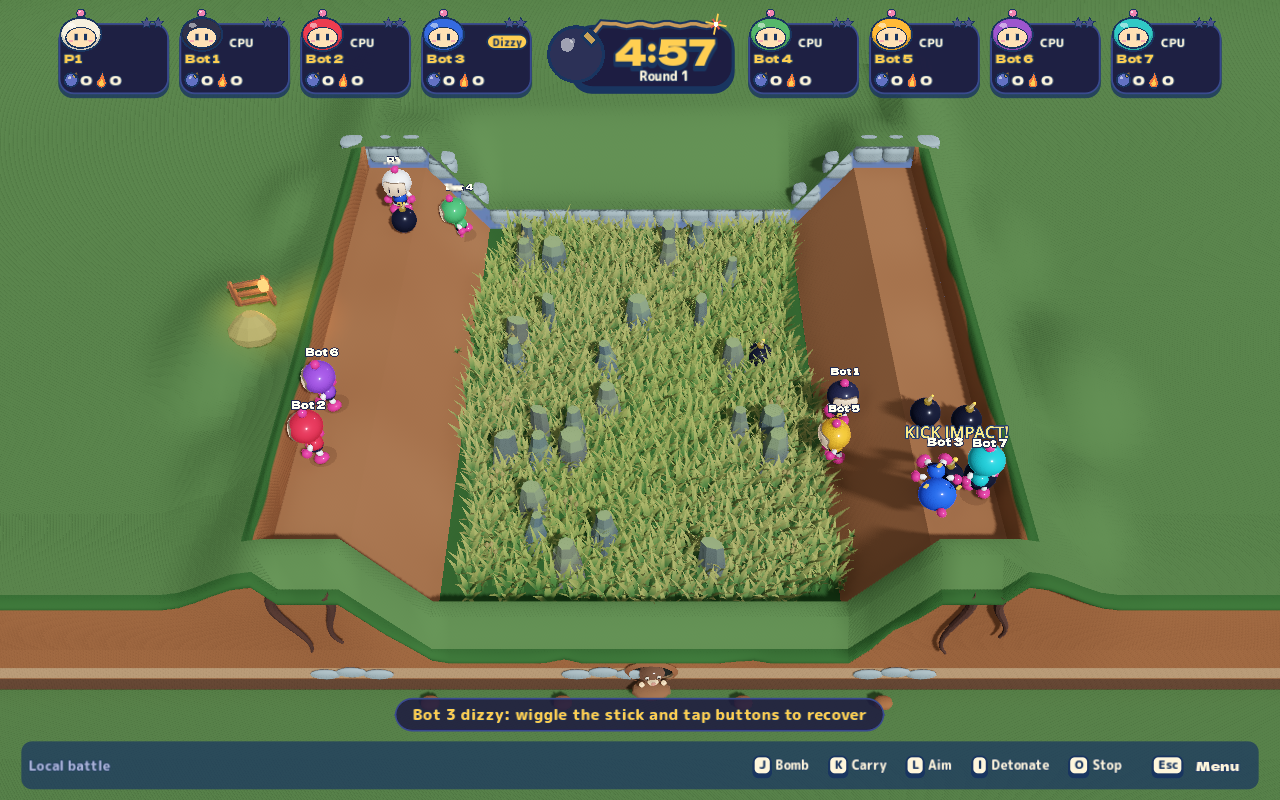 P1
0 0
Bot 1
CPU
0 0
Bot 2
CPU
0 0
Bot 3
Dizzy
0 0
4:57
Round 1
Bot 4
CPU
0 0
Bot 5
CPU
0 0
Bot 6
CPU
0 0
Bot 7
CPU
0 0
P1
Bot 4
Bot 6
Bot 2
Bot 1
Bot 5
KICK IMPACT!
Bot 3
Bot 7
Bot 3 dizzy: wiggle the stick and tap buttons to recover
Local battle
J Bomb K Carry L Aim I Detonate O Stop Esc Menu